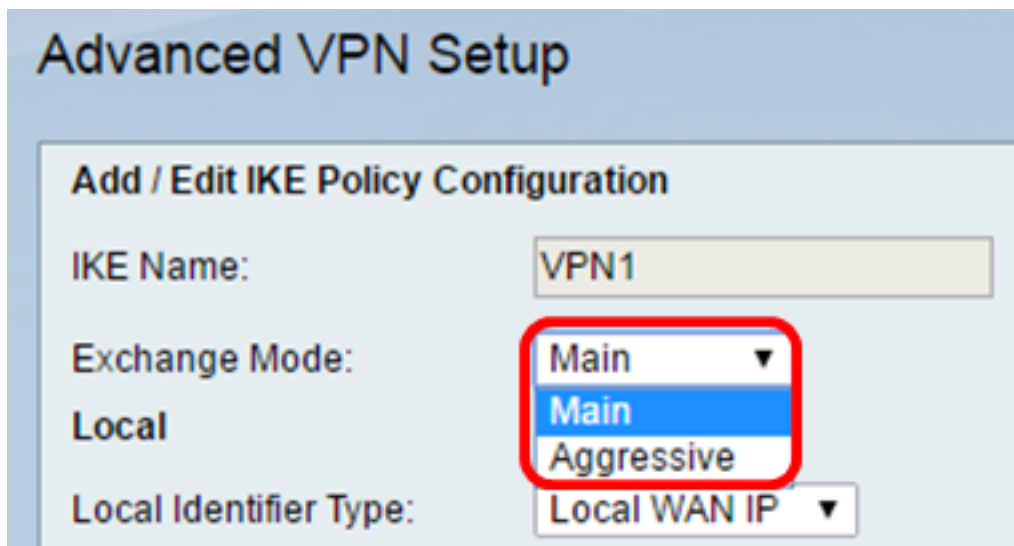 Advanced VPN Setup
Add / Edit IKE Policy Configuration
IKE Name: VPN1
Exchange Mode: Main
Main
Local
Aggressive
Local Identifier Type: Local WAN IP